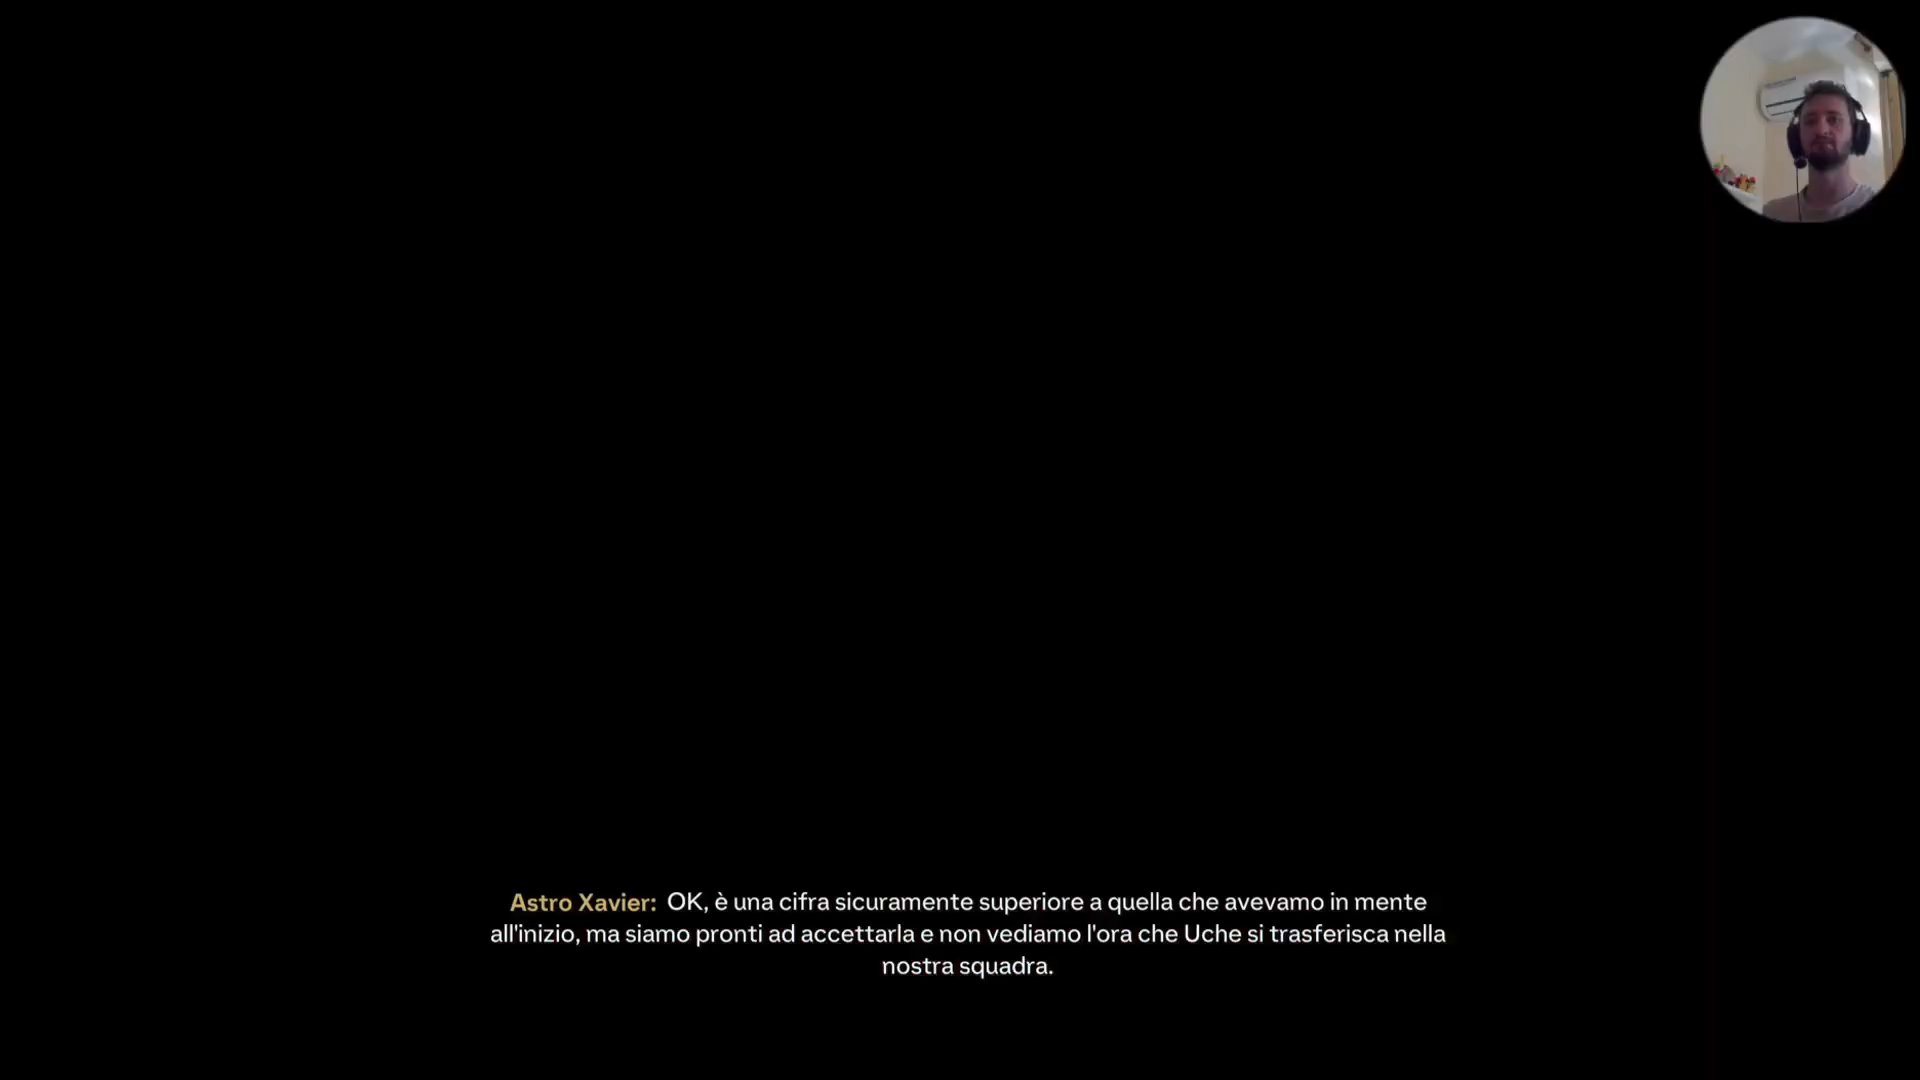 Astro Xavier: OK, è una cifra sicuramente superiore a quella che avevamo in mente
all'inizio, ma siamo pronti ad accettarla e non vediamo l'ora che Uche si trasferisca nella
nostra squadra.